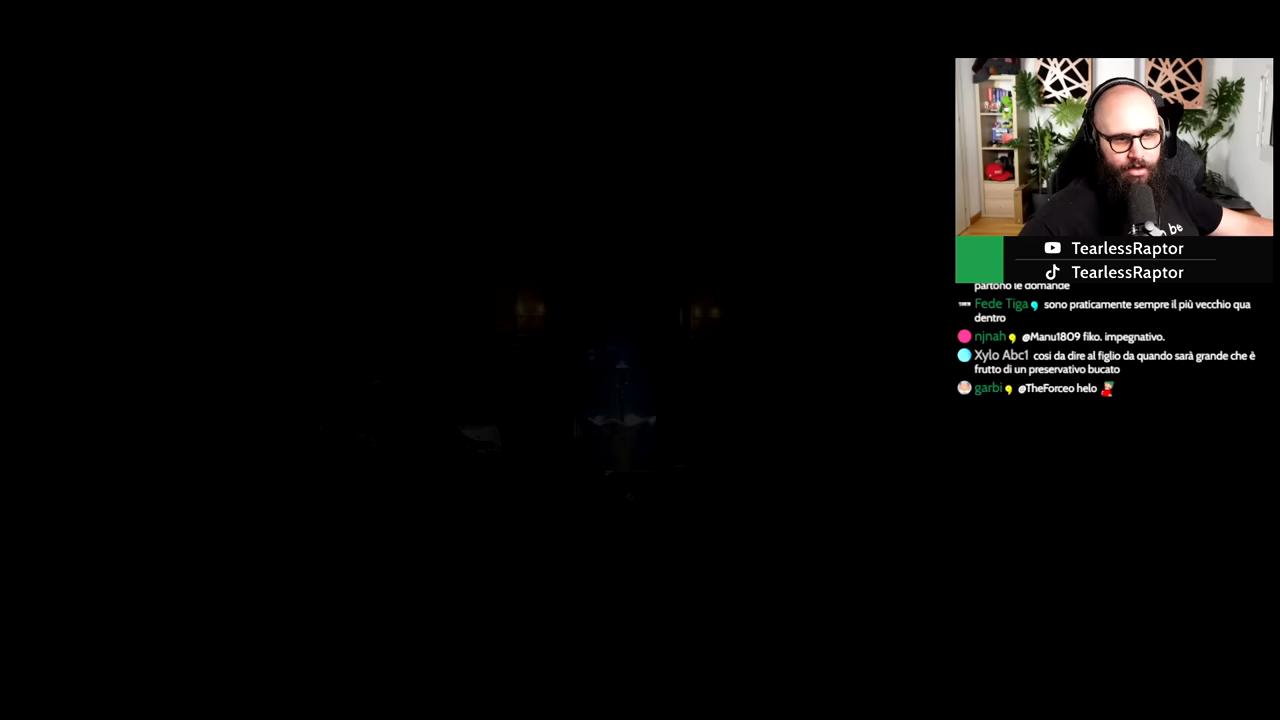 be
TearlessRaptor
TearlessRaptor
partono le domande
Fede Tiga sono praticamente sempre il più vecchio qua
dentro
njnah @Manu1809 fiko. impegnativo.
Xylo Abc1 così da dire al figlio da quando sarà grande che è
frutto di un preservativo bucato
garbi @TheForceo helo